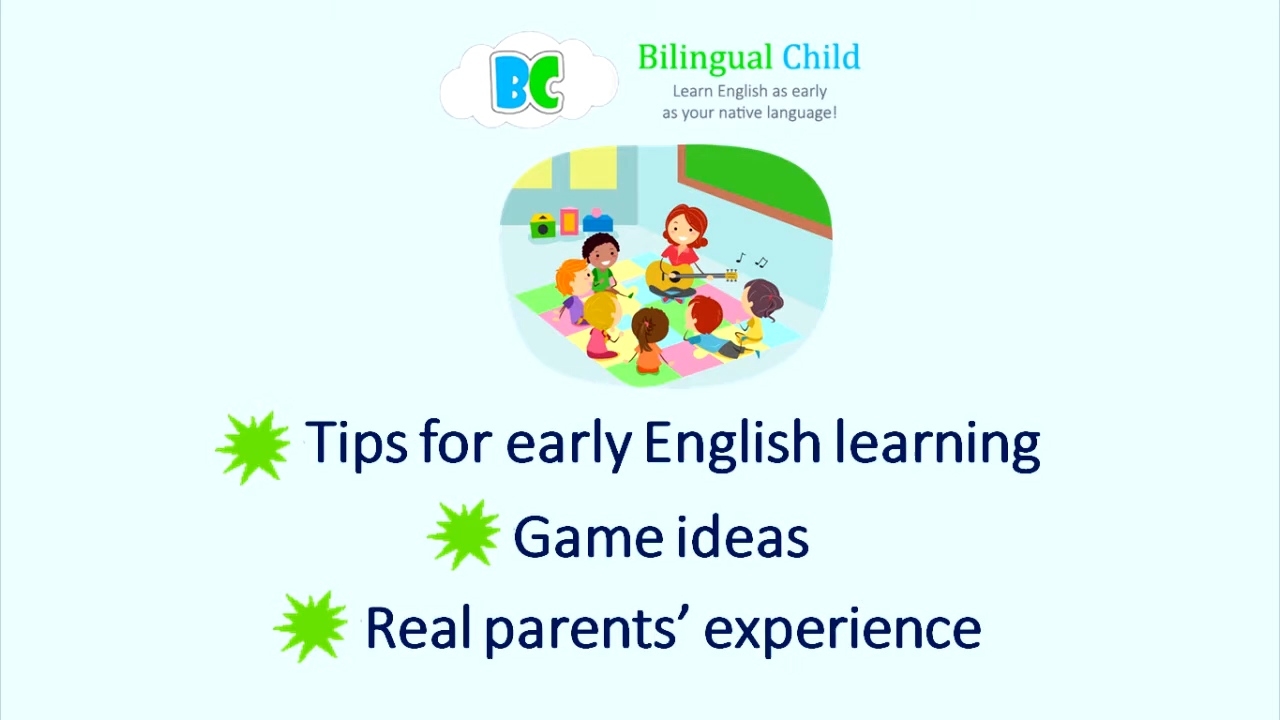 BC
Bilingual Child
Learn English as early
as your native language!
Tips for early English learning
Game ideas
Real parents’ experience